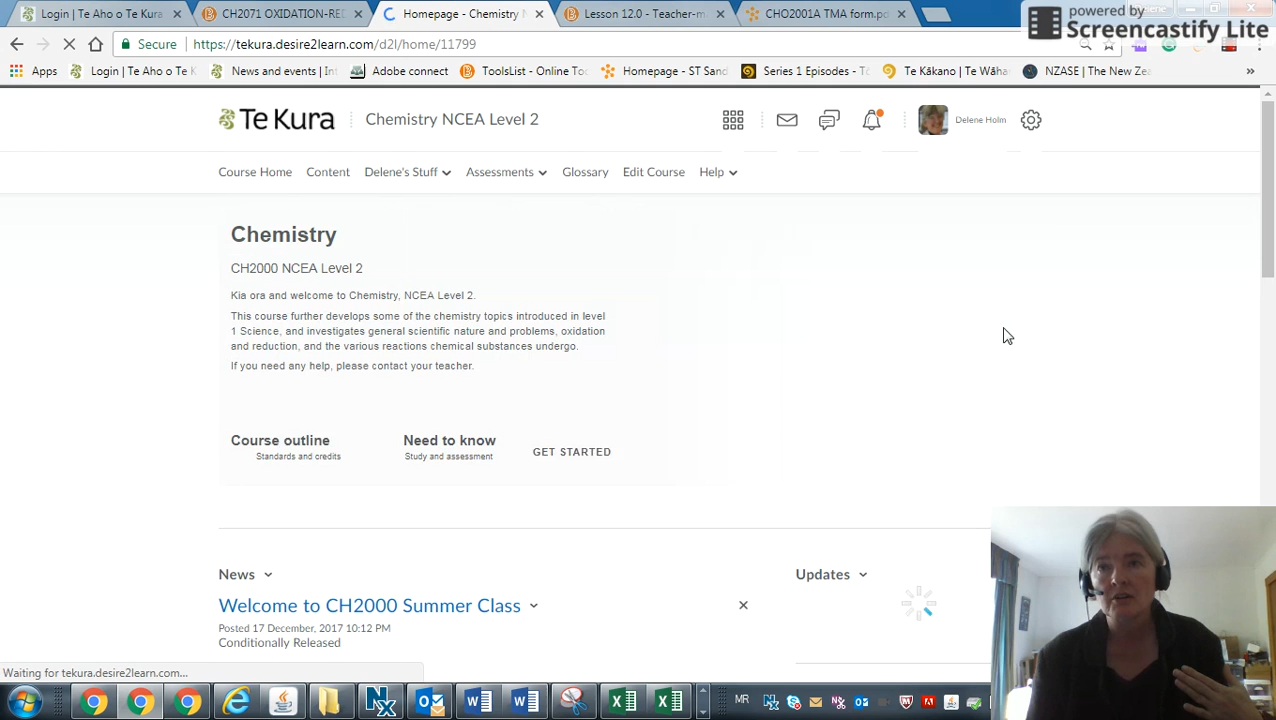 Login | Te Aho o Te Kura
CH2071 OXIDATION-RE
Homepage - Chemistry N
Lesson 12.0 - Teacher-m
CHO2001A TMA form.po
powered by
Screencastify Lite
Secure
https://tekura.desire2learn.com/d2l/home/11799
Apps
Login | Te Aho o Te K
News and events | Int
Adobe connect
ToolsList - Online Too
Homepage - ST Sand
Series 1 Episodes - Tō
Te Kākano | Te Wāha
NZASE | The New Zea
»
Te Kura
Chemistry NCEA Level 2
Delene Holm
Course Home
Content
Delene's Stuff
Assessments
Glossary
Edit Course
Help
Chemistry
CH2000 NCEA Level 2
Kia ora and welcome to Chemistry, NCEA Level 2.
This course further develops some of the chemistry topics introduced in level
1 Science, and investigates general scientific nature and problems, oxidation
and reduction, and the various reactions chemical substances undergo.
If you need any help, please contact your teacher.
Course outline
Need to know
Standards and credits
Study and assessment
GET STARTED
News
Updates
Welcome to CH2000 Summer Class
Posted 17 December, 2017 10:12 PM
Conditionally Released
Waiting for tekura.desire2learn.com...
MR